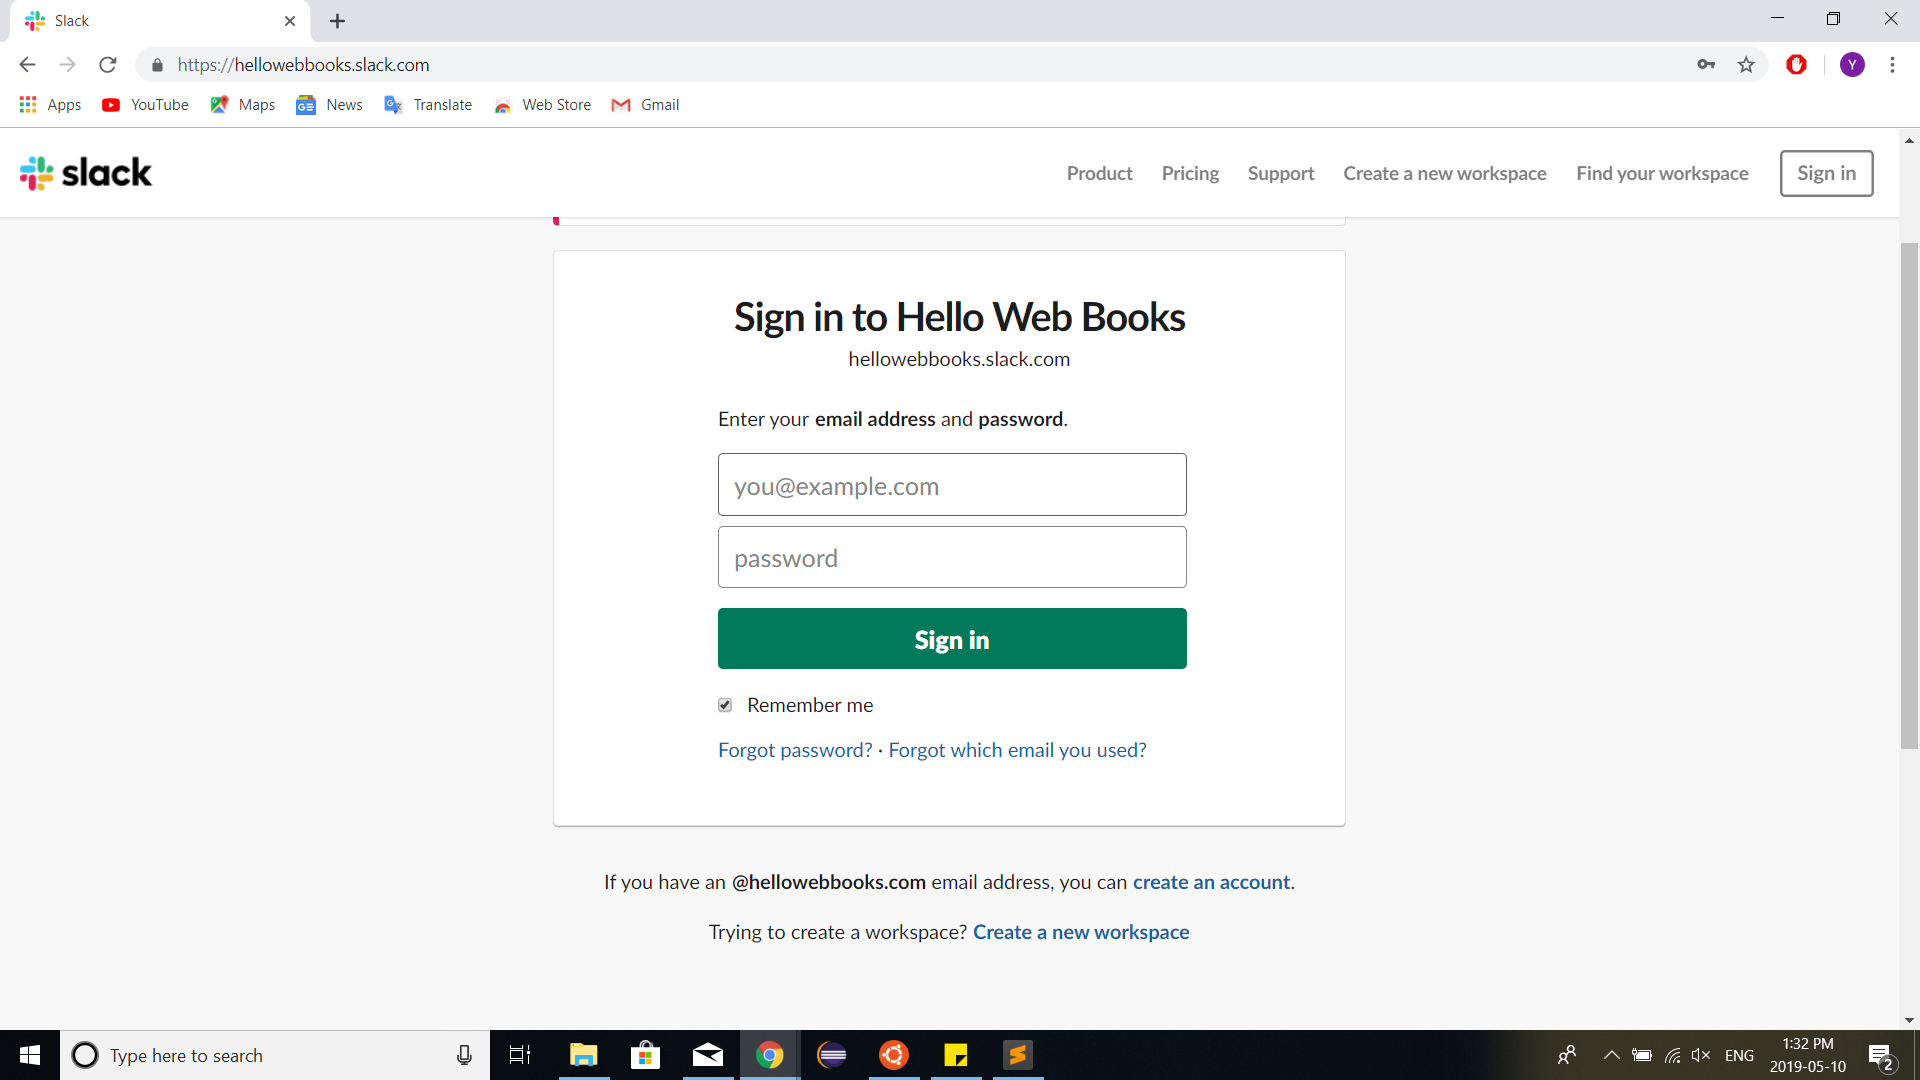 Slack
https://hellowebbooks.slack.com
Y
Apps YouTube Maps News Translate Web Store Gmail
slack
Product Pricing Support Create a new workspace Find your workspace Sign in
Sign in to Hello Web Books
hellowebbooks.slack.com
Enter your email address and password.
you@example.com
password
Sign in
Remember me
Forgot password? · Forgot which email you used?
If you have an @hellowebbooks.com email address, you can create an account.
Trying to create a workspace? Create a new workspace
Type here to search
ENG
1:32 PM
2019-05-10
2